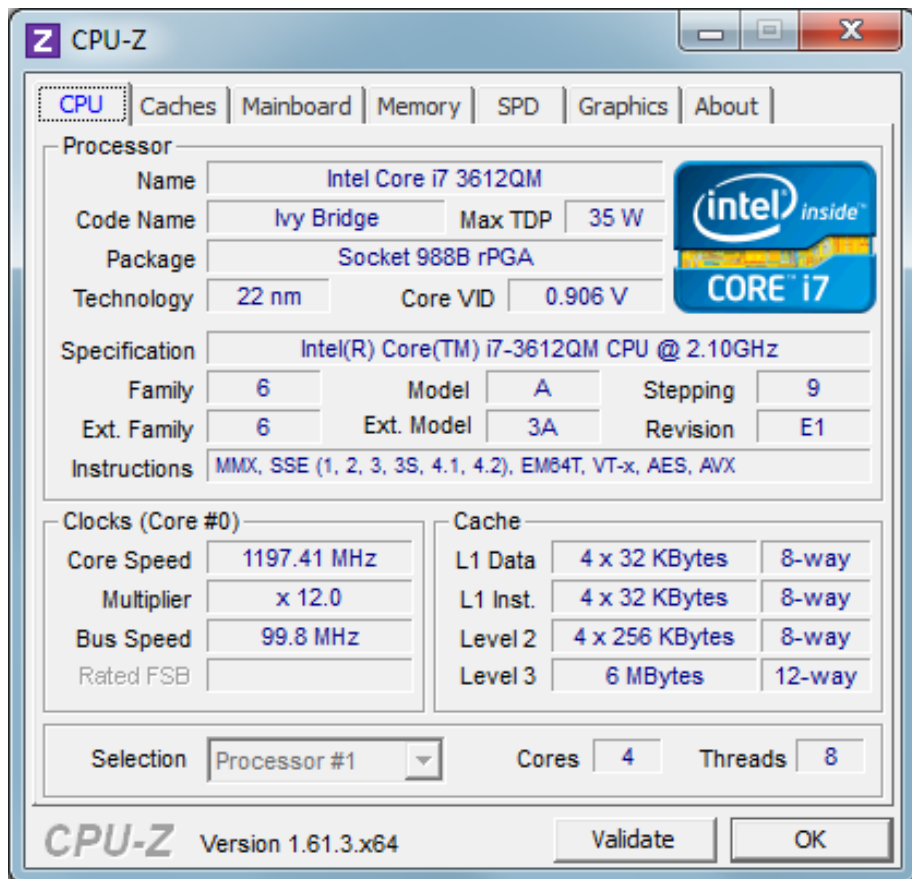 Z CPU-Z
CPU Caches Mainboard Memory SPD Graphics About
Processor
Name Intel Core i7 3612QM
Code Name Ivy Bridge Max TDP 35 W
Package Socket 988B rPGA
Technology 22 nm Core VID 0.906 V
intel inside™
CORE™ i7
Specification Intel(R) Core(TM) i7-3612QM CPU @ 2.10GHz
Family 6 Model A Stepping 9
Ext. Family 6 Ext. Model 3A Revision E1
Instructions MMX, SSE (1, 2, 3, 3S, 4.1, 4.2), EM64T, VT-x, AES, AVX
Clocks (Core #0)
Core Speed 1197.41 MHz
Multiplier x 12.0
Bus Speed 99.8 MHz
Rated FSB
Cache
L1 Data 4 x 32 KBytes 8-way
L1 Inst. 4 x 32 KBytes 8-way
Level 2 4 x 256 KBytes 8-way
Level 3 6 MBytes 12-way
Selection Processor #1 Cores 4 Threads 8
CPU-Z Version 1.61.3.x64 Validate OK